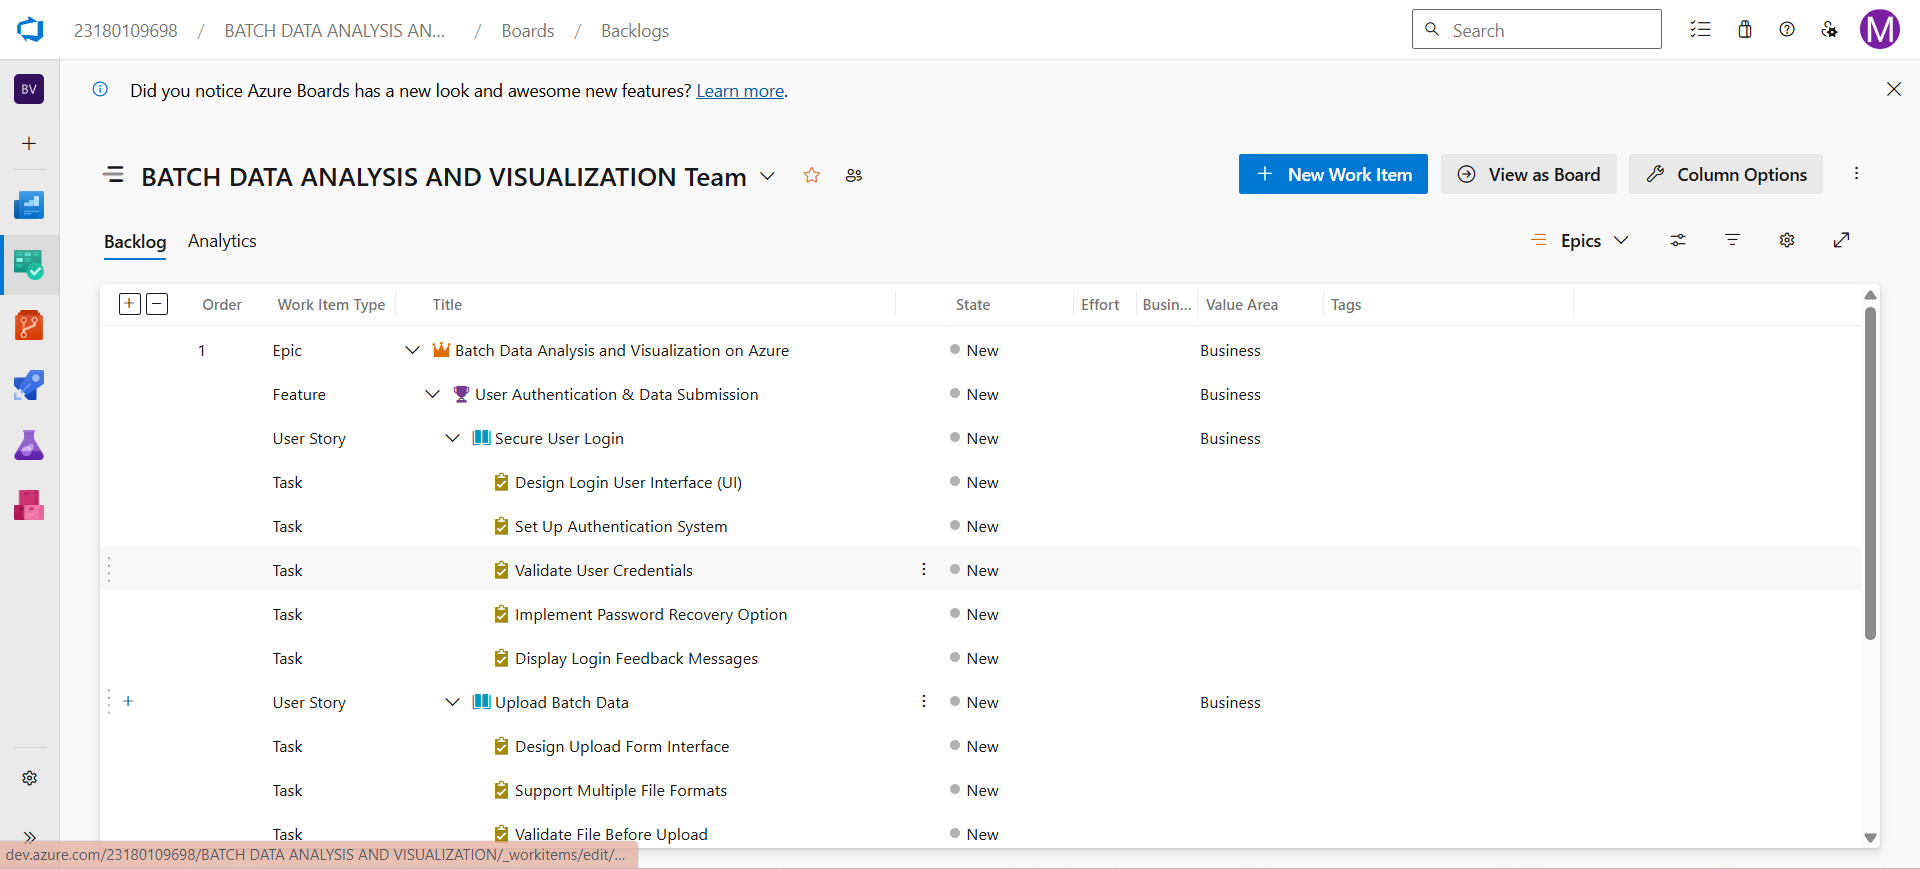 23180109698 / BATCH DATA ANALYSIS AN... / Boards / Backlogs
Search
M
BV
Did you notice Azure Boards has a new look and awesome new features? Learn more.
BATCH DATA ANALYSIS AND VISUALIZATION Team
New Work Item
View as Board
Column Options
Backlog Analytics
Epics
Order Work Item Type Title State Effort Busin... Value Area Tags
1 Epic Batch Data Analysis and Visualization on Azure New Business
Feature User Authentication & Data Submission New Business
User Story Secure User Login New Business
Task Design Login User Interface (UI) New
Task Set Up Authentication System New
Task Validate User Credentials New
Task Implement Password Recovery Option New
Task Display Login Feedback Messages New
User Story Upload Batch Data New Business
Task Design Upload Form Interface New
Task Support Multiple File Formats New
Task Validate File Before Upload New
dev.azure.com/23180109698/BATCH DATA ANALYSIS AND VISUALIZATION/_workitems/edit/...